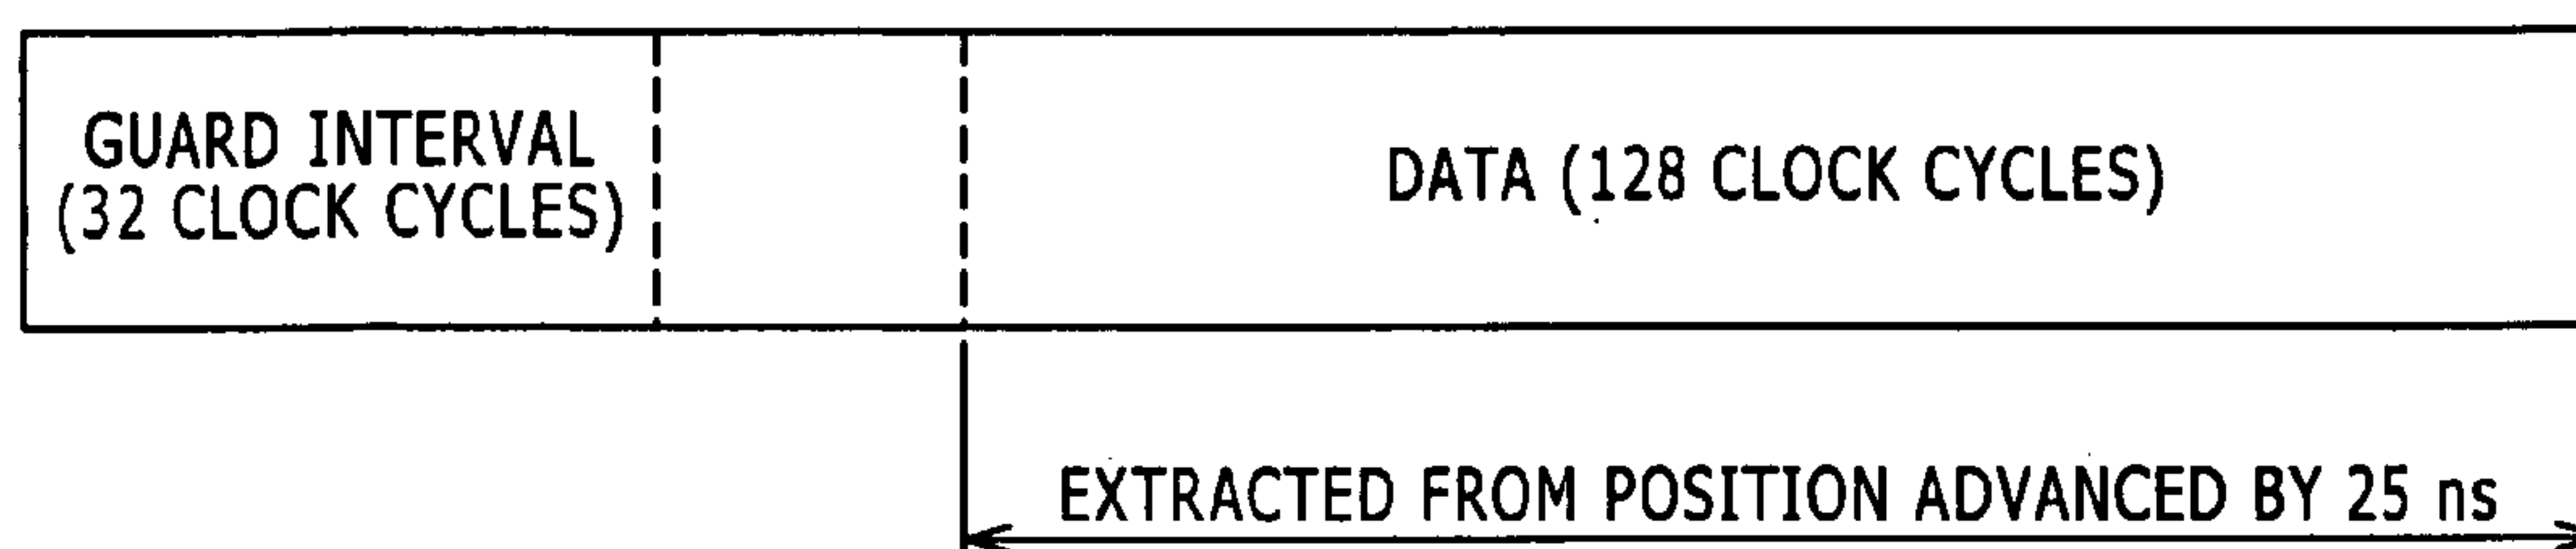 GUARD INTERVAL
(32 CLOCK CYCLES)
DATA (128 CLOCK CYCLES)
EXTRACTED FROM POSITION ADVANCED BY 25 ns